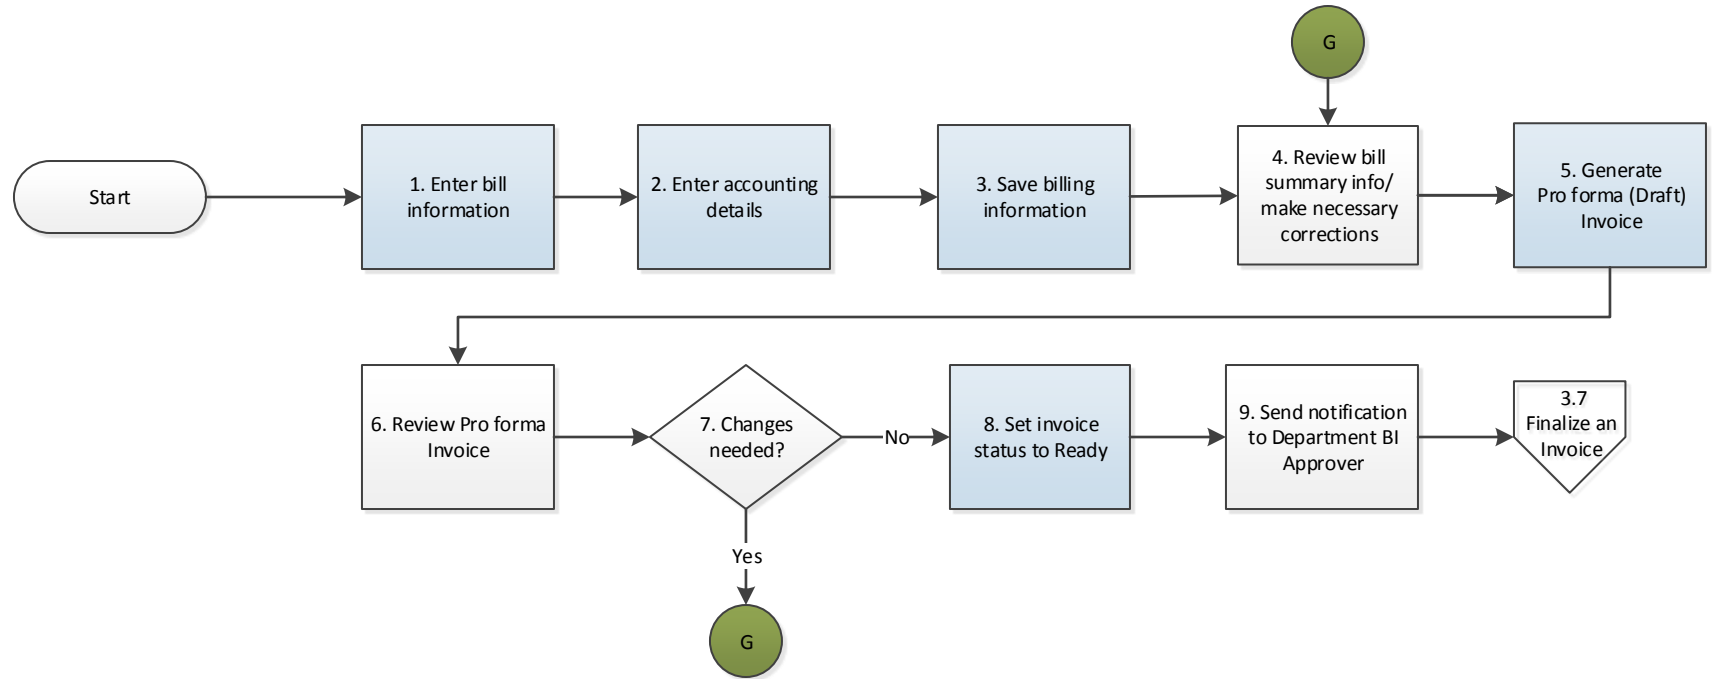 G
Start
1. Enter bill
information
2. Enter accounting
details
3. Save billing
information
4. Review bill
summary info/
make necessary
corrections
5. Generate
Pro forma (Draft)
Invoice
6. Review Pro forma
Invoice
7. Changes
needed?
No
8. Set invoice
status to Ready
9. Send notification
to Department BI
Approver
3.7
Finalize an
Invoice
Yes
G